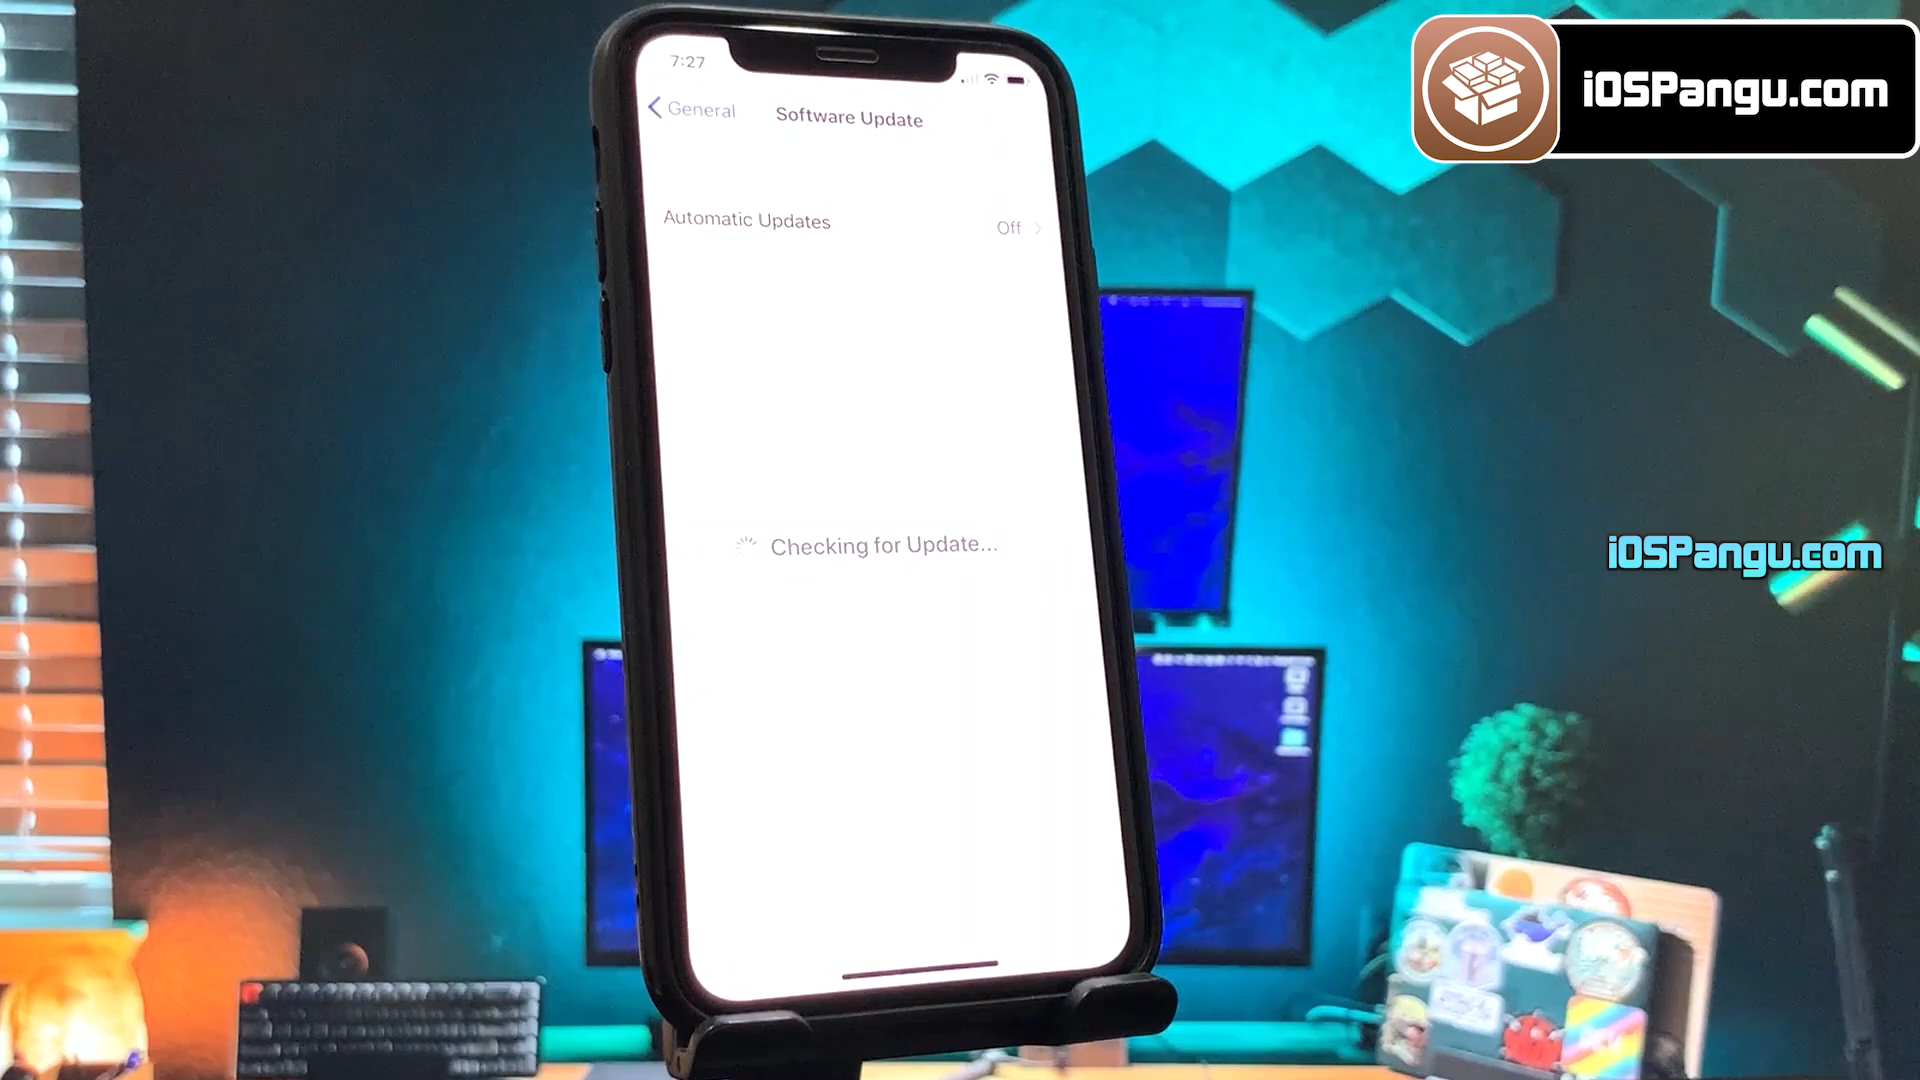 7:27
General
Software Update
Automatic Updates
Off
Checking for Update...
iOSPangu.com
iOSPangu.com